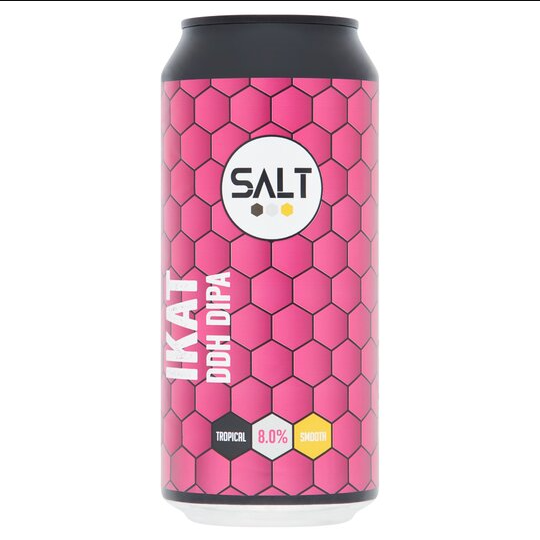 SALT
IKAT
DDH DIPA
TROPICAL
8.0%
SMOOTH